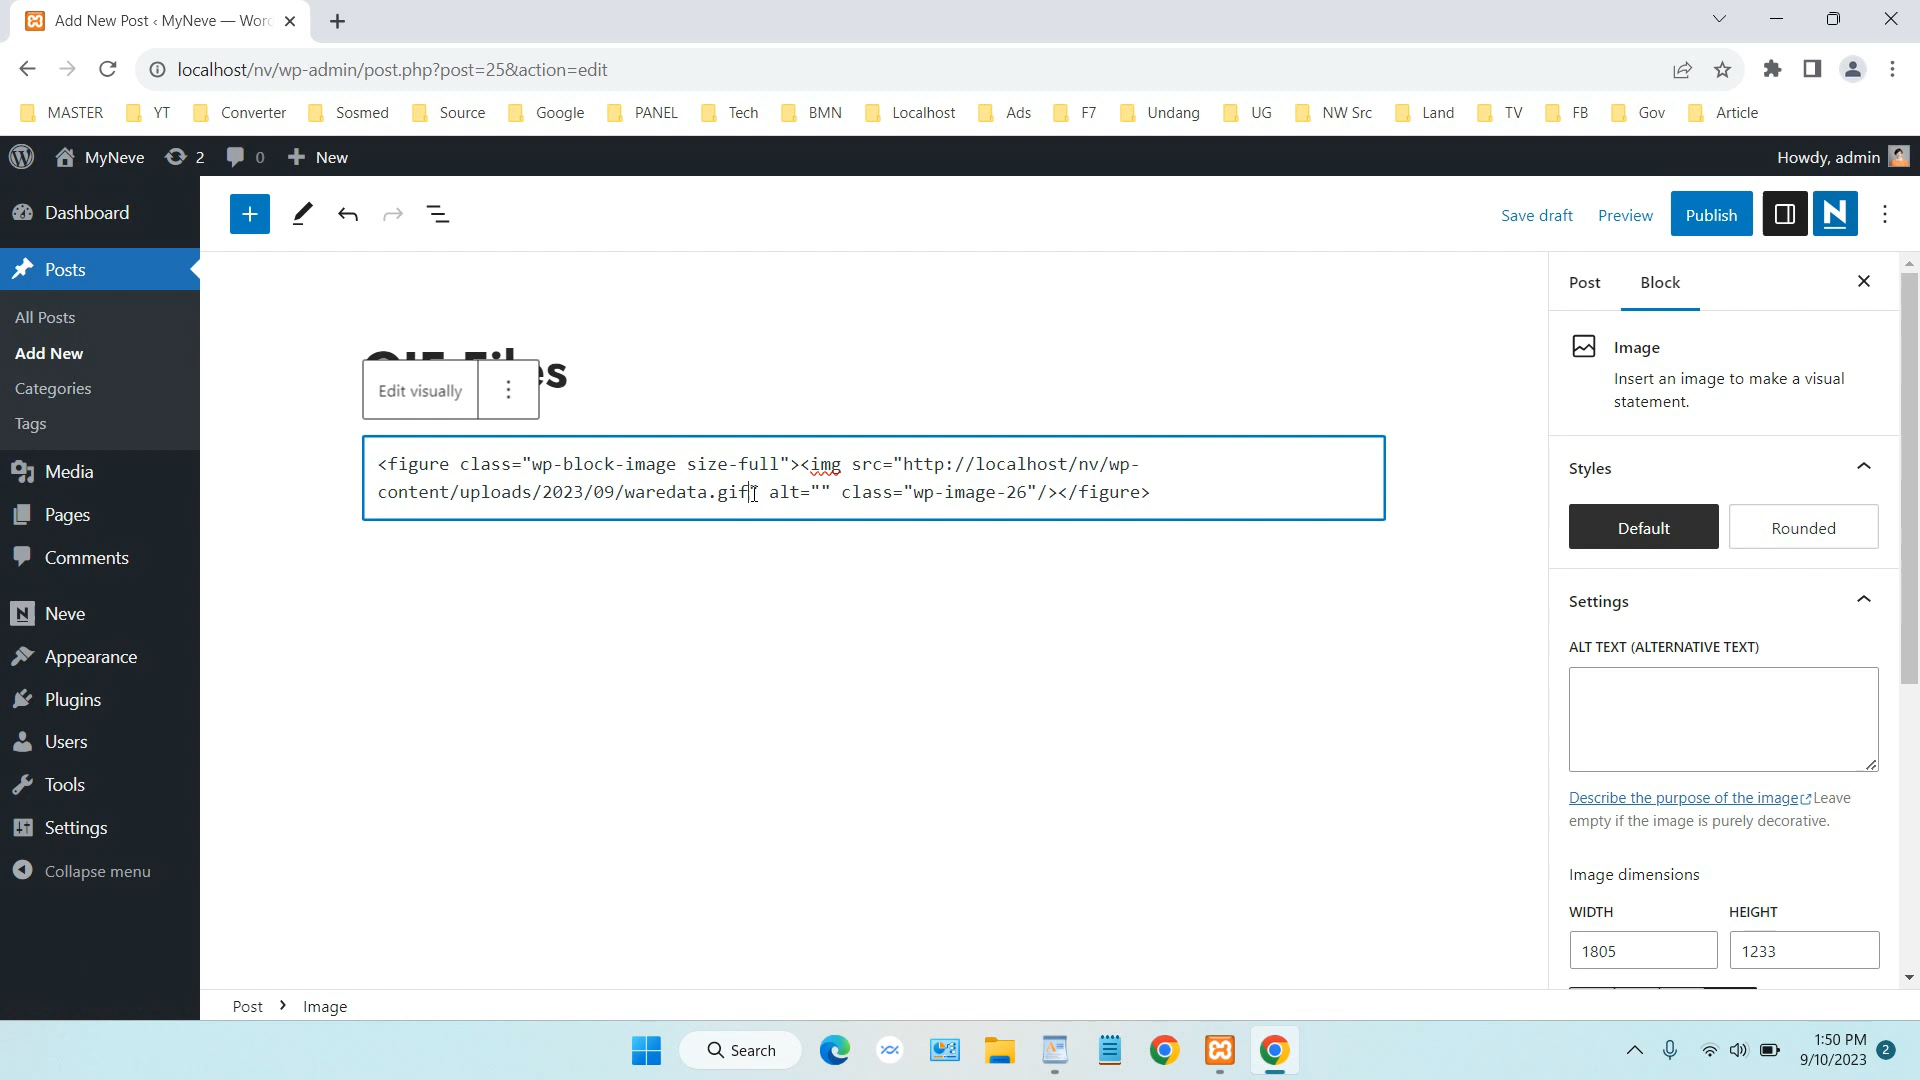 Add New Post ‹ MyNeve — Wor
localhost/nv/wp-admin/post.php?post=25&action=edit
MASTER YT Converter Sosmed Source Google PANEL Tech BMN Localhost Ads F7 Undang UG NW Src Land TV FB Gov Article
MyNeve 2 0 New Howdy, admin
Dashboard
Posts
All Posts
Add New
Categories
Tags
Media
Pages
Comments
Neve
Appearance
Plugins
Users
Tools
Settings
Collapse menu
Save draft Preview Publish
Files
Edit visually
<figure class="wp-block-image size-full"><img src="http://localhost/nv/wp-
content/uploads/2023/09/waredata.gif" alt="" class="wp-image-26"/></figure>
Post Block
Image
Insert an image to make a visual
statement.
Styles
Default Rounded
Settings
ALT TEXT (ALTERNATIVE TEXT)
Describe the purpose of the image Leave
empty if the image is purely decorative.
Image dimensions
WIDTH HEIGHT
1805 1233
Post › Image
Search
1:50 PM
9/10/2023
2